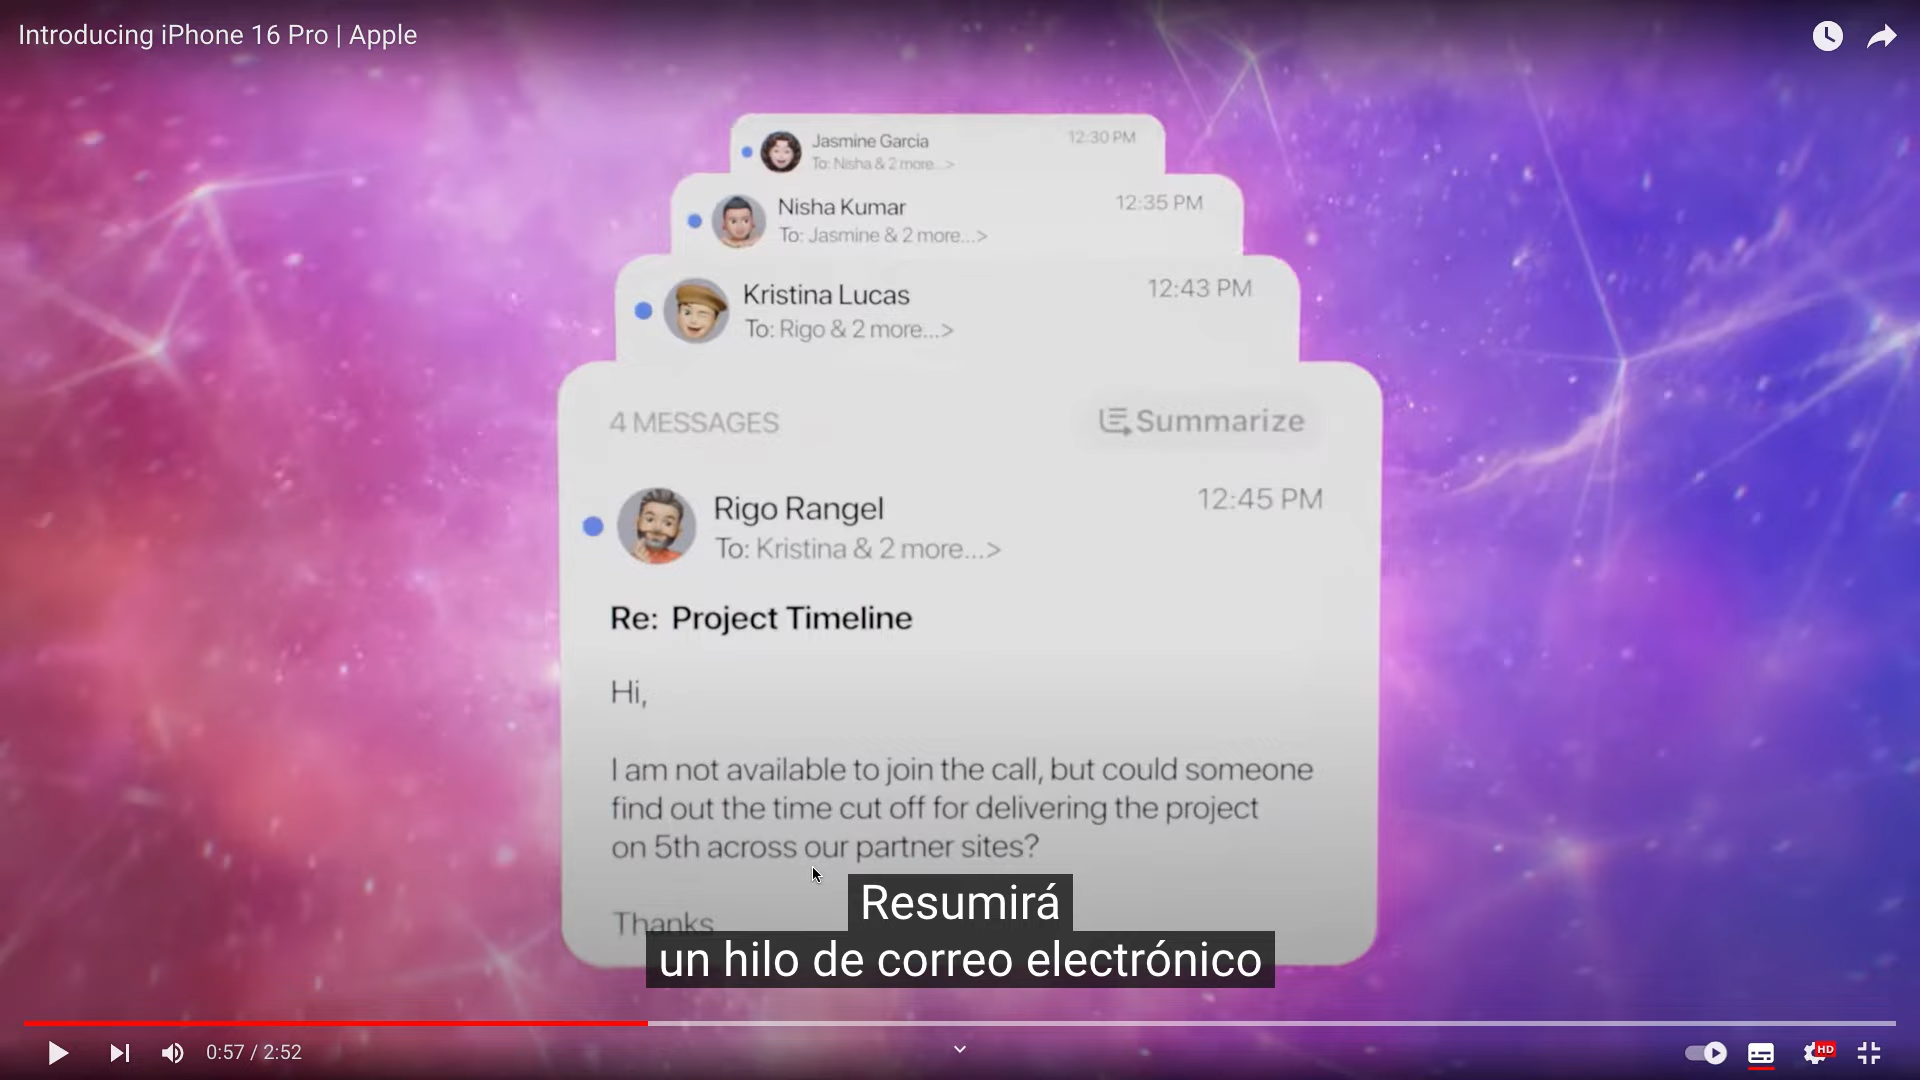 Introducing iPhone 16 Pro | Apple
Jasmine Garcia
12:30 PM
To: Nisha & 2 more...>
Nisha Kumar
12:35 PM
To: Jasmine & 2 more...>
Kristina Lucas
12:43 PM
To: Rigo & 2 more...>
4 MESSAGES
Summarize
Rigo Rangel
12:45 PM
To: Kristina & 2 more...>
Re: Project Timeline
Hi,
I am not available to join the call, but could someone
find out the time cut off for delivering the project
on 5th across our partner sites?
Thanks
Resumirá
un hilo de correo electrónico
0:57 / 2:52
HD